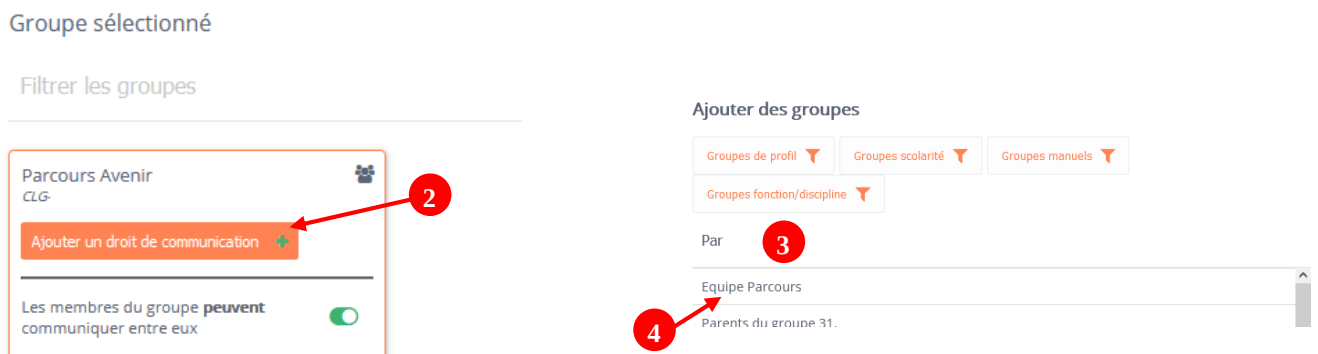 Groupe sélectionné
Filtrer les groupes
Parcours Avenir
CLG-
Ajouter un droit de communication +
2
Les membres du groupe peuvent
communiquer entre eux
Ajouter des groupes
Groupes de profil
Groupes scolarité
Groupes manuels
Groupes fonction/discipline
Par
3
Equipe Parcours
4
Parents du groupe 31.